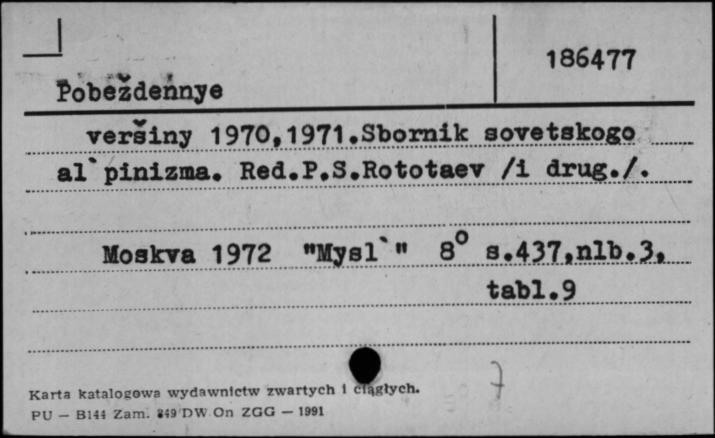 186477
Pobeždennye
veršiny 1970,1971.Sbornik sovetskogo
al`pinizma. Red.P.S.Rototaev /i drug./.
Moskva 1972 "Mysl`" 8° s.437,nlb.3,
tabl.9
7
Karta katalogowa wydawnictw zwartych i ciągłych.
PU — B144 Zam. 849 DW On ZGG — 1991